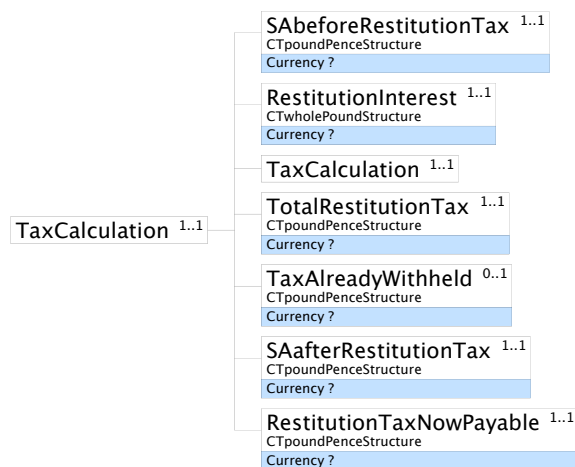 SAbeforeRestitutionTax 1..1
CTpoundPenceStructure
Currency ?
RestitutionInterest 1..1
CTwholePoundStructure
Currency ?
TaxCalculation 1..1
TotalRestitutionTax 1..1
CTpoundPenceStructure
Currency ?
TaxCalculation 1..1
TaxAlreadyWithheld 0..1
CTpoundPenceStructure
Currency ?
SAafterRestitutionTax 1..1
CTpoundPenceStructure
Currency ?
RestitutionTaxNowPayable 1..1
CTpoundPenceStructure
Currency ?